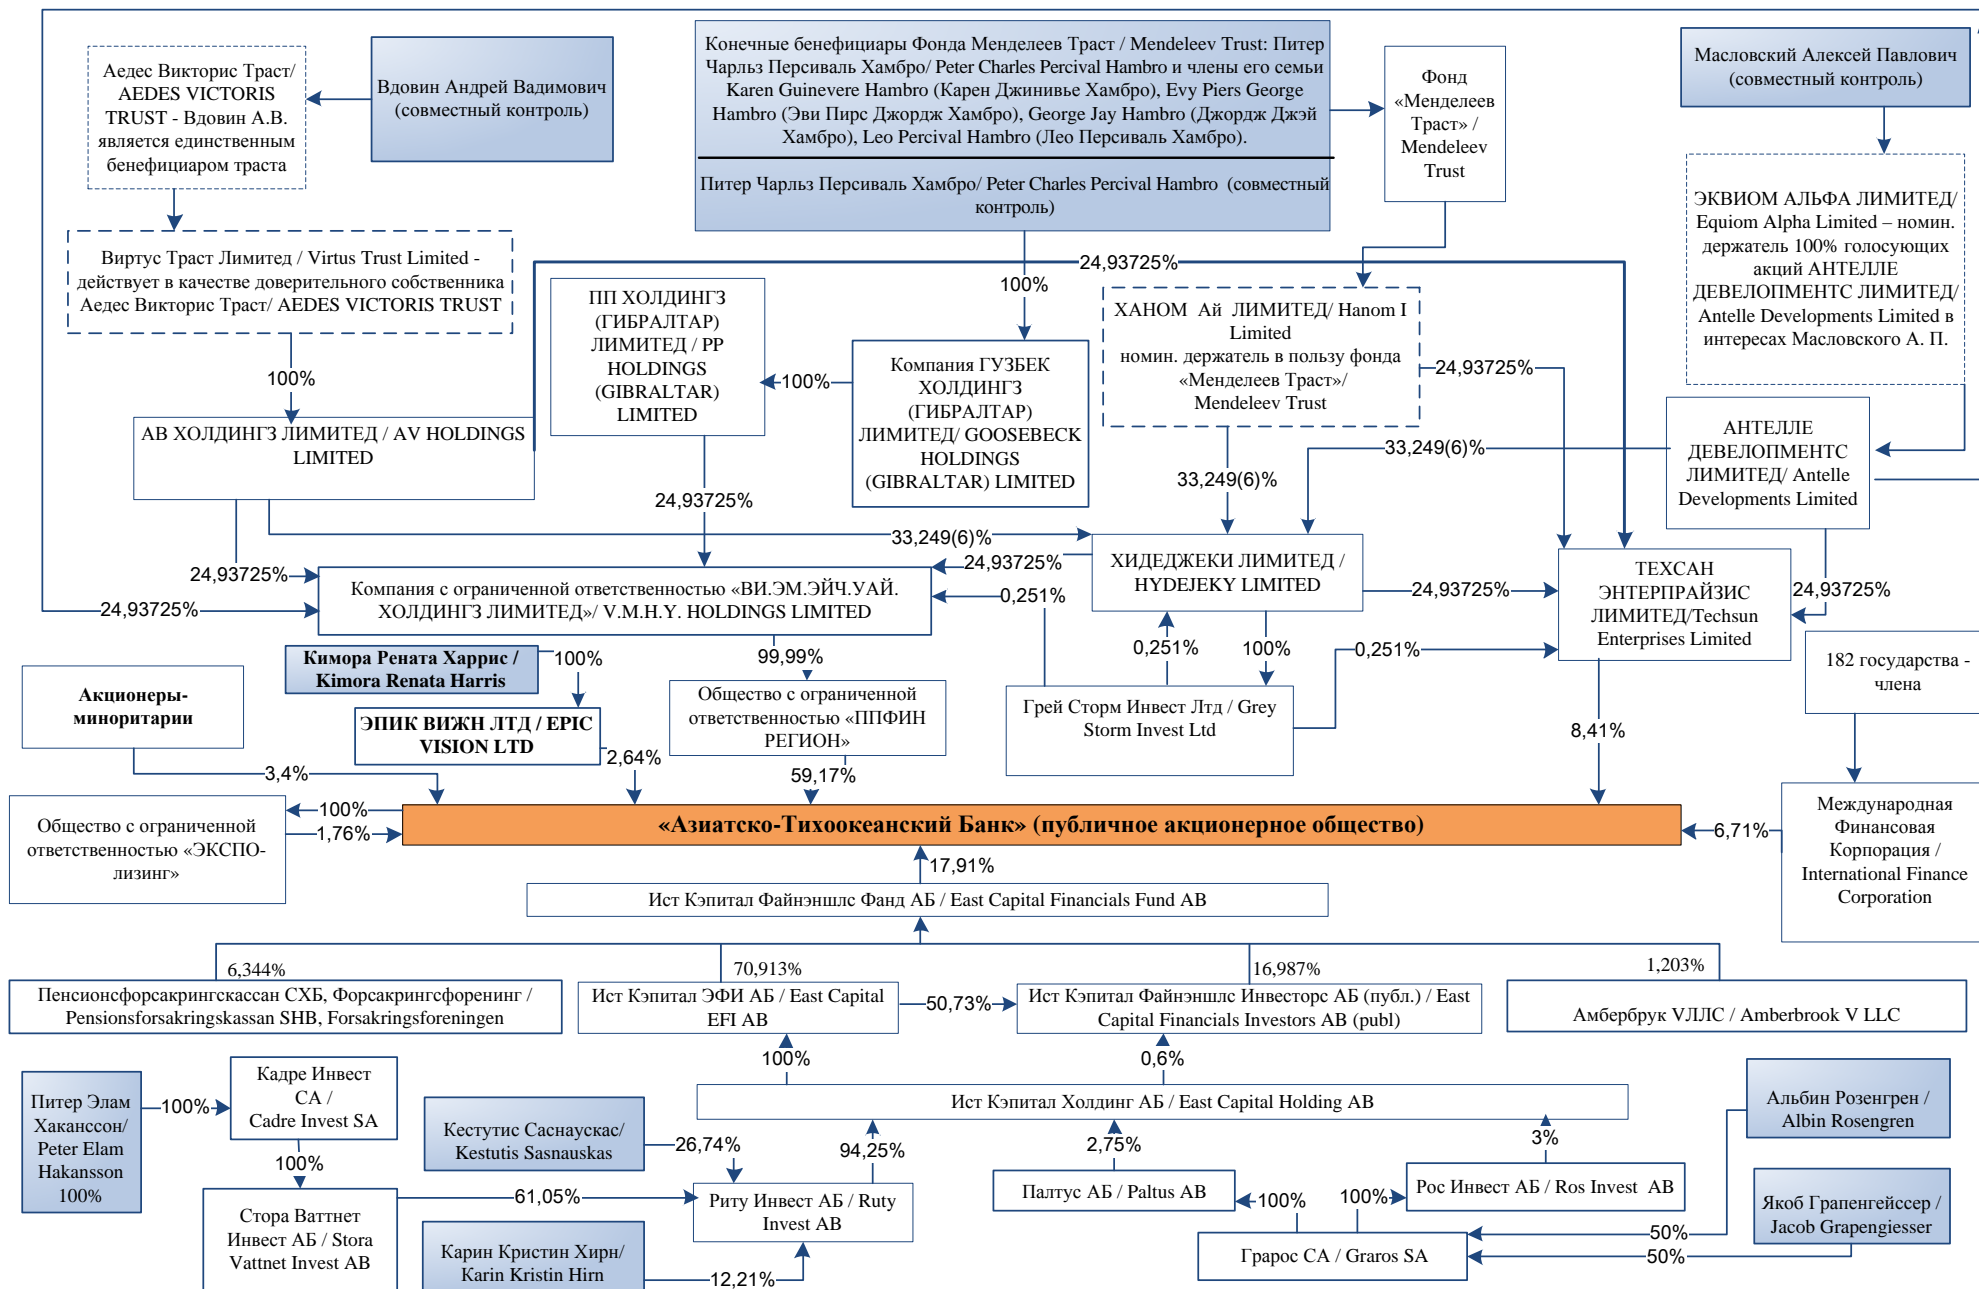 Аедес Викторис Траст/
AEDES VICTORIS
TRUST - Вдовин А.В.
является единственным
бенефициаром траста
Вдовин Андрей Вадимович
(совместный контроль)
Конечные бенефициары Фонда Менделеев Траст / Mendeleev Trust: Питер
Чарльз Персиваль Хамбро/ Peter Charles Percival Hambro и члены его семьи
Karen Guinevere Hambro (Карен Джинивье Хамбро), Evy Piers George
Hambro (Эви Пирс Джордж Хамбро), George Jay Hambro (Джордж Джэй
Хамбро), Leo Percival Hambro (Лео Персиваль Хамбро).
Питер Чарльз Персиваль Хамбро/ Peter Charles Percival Hambro (совместный
контроль)
Фонд
«Менделеев
Траст» /
Mendeleev
Trust
Масловский Алексей Павлович
(совместный контроль)
ЭКВИОМ АЛЬФА ЛИМИТЕД/
Equiom Alpha Limited – номин.
держатель 100% голосующих
акций АНТЕЛЛЕ
ДЕВЕЛОПМЕНТС ЛИМИТЕД/
Antelle Developments Limited в
интересах Масловского А. П.
Виртус Траст Лимитед / Virtus Trust Limited -
действует в качестве доверительного собственника
Аедес Викторис Траст/ AEDES VICTORIS TRUST
24,93725%
100%
ПП ХОЛДИНГЗ
(ГИБРАЛТАР)
ЛИМИТЕД / PP
HOLDINGS
(GIBRALTAR)
LIMITED
100%
Компания ГУЗБЕК
ХОЛДИНГЗ
(ГИБРАЛТАР)
ЛИМИТЕД/ GOOSEBECK
HOLDINGS
(GIBRALTAR) LIMITED
ХАНОМ Ай ЛИМИТЕД/ Hanom I
Limited
номин. держатель в пользу фонда
«Менделеев Траст»/
Mendeleev Trust
24,93725%
100%
АВ ХОЛДИНГЗ ЛИМИТЕД / AV HOLDINGS
LIMITED
АНТЕЛЛЕ
ДЕВЕЛОПМЕНТС
ЛИМИТЕД/ Antelle
Developments Limited
33,249(6)%
33,249(6)%
24,93725%
33,249(6)%
24,93725%
24,93725%
24,93725%
Компания с ограниченной ответственностью «ВИ.ЭМ.ЭЙЧ.УАЙ.
ХОЛДИНГЗ ЛИМИТЕД»/ V.M.H.Y. HOLDINGS LIMITED
0,251%
ХИДЕДЖЕКИ ЛИМИТЕД /
HYDEJEKY LIMITED
24,93725%
ТЕХСАН
ЭНТЕРПРАЙЗИС
ЛИМИТЕД/Techsun
Enterprises Limited
24,93725%
Кимора Рената Харрис /
Kimora Renata Harris
100%
99,99%
0,251%
100%
0,251%
182 государства -
члена
Акционеры-
миноритарии
ЭПИК ВИЖН ЛТД / EPIC
VISION LTD
Общество с ограниченной
ответственностью «ППФИН
РЕГИОН»
Грей Сторм Инвест Лтд / Grey
Storm Invest Ltd
3,4%
2,64%
59,17%
8,41%
Общество с ограниченной
ответственностью «ЭКСПО-
лизинг»
100%
1,76%
«Азиатско-Тихоокеанский Банк» (публичное акционерное общество)
6,71%
Международная
Финансовая
Корпорация /
International Finance
Corporation
17,91%
Ист Кэпитал Файнэншлс Фанд АБ / East Capital Financials Fund AB
6,344%
70,913%
16,987%
1,203%
Пенсионсфорсакрингскассан СХБ, Форсакрингсфоренинг /
Pensionsforsakringskassan SHB, Forsakringsforeningen
Ист Кэпитал ЭФИ АБ / East Capital
EFI AB
50,73%
Ист Кэпитал Файнэншлс Инвесторс АБ (публ.) / East
Capital Financials Investors AB (publ)
Амбербрук VЛЛС / Amberbrook V LLC
100%
0,6%
Питер Элам
Хаканссон/
Peter Elam
Hakansson
100%
100%
Кадре Инвест
СА /
Cadre Invest SA
Ист Кэпитал Холдинг АБ / East Capital Holding AB
Альбин Розенгрен /
Albin Rosengren
Кестутис Саснаускас/
Kestutis Sasnauskas
26,74%
94,25%
2,75%
3%
100%
Стора Ваттнет
Инвест АБ / Stora
Vattnet Invest AB
61,05%
Риту Инвест АБ / Ruty
Invest AB
Палтус АБ / Paltus AB
100%
100%
Рос Инвест АБ / Ros Invest AB
Якоб Грапенгейссер /
Jacob Grapengiesser
Карин Кристин Хирн/
Karin Kristin Hirn
12,21%
Грарос СА / Graros SA
50%
50%